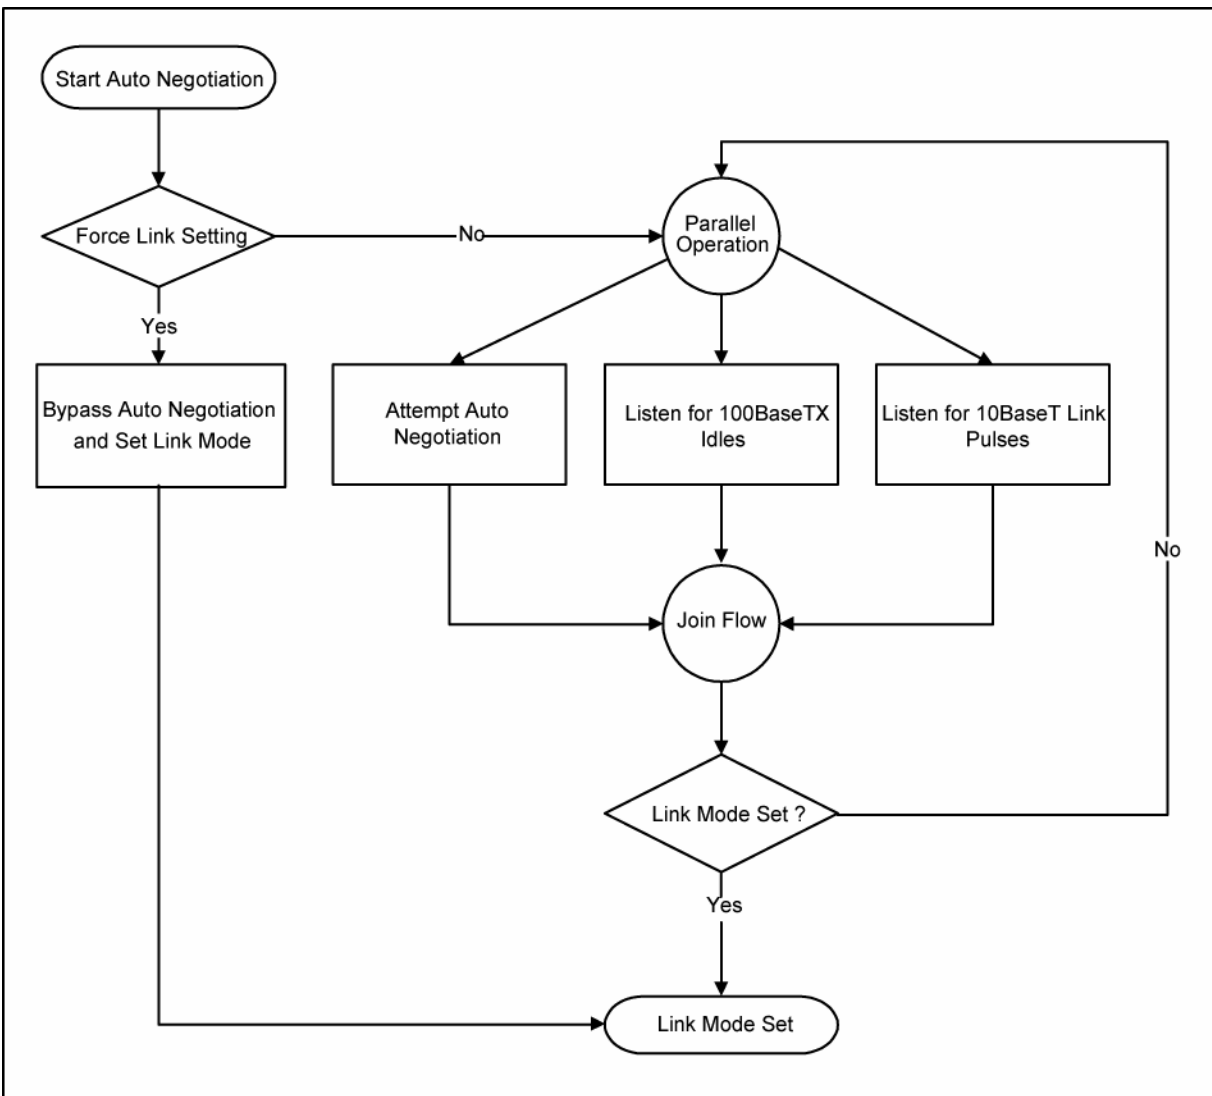 Start Auto Negotiation
Force Link Setting
No
Parallel
Operation
Yes
Bypass Auto Negotiation
and Set Link Mode
Attempt Auto
Negotiation
Listen for 100BaseTX
Idles
Listen for 10BaseT Link
Pulses
No
Join Flow
Link Mode Set ?
Yes
Link Mode Set